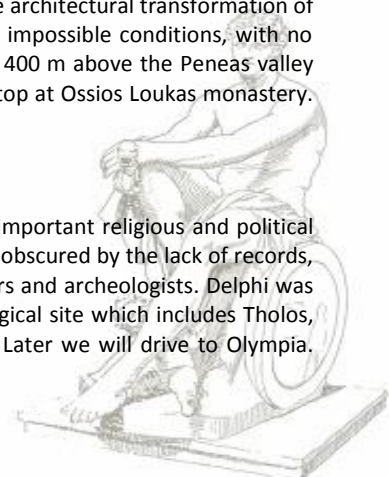 e architectural transformation of
impossible conditions, with no
400 m above the Peneas valley
top at Ossios Loukas monastery.
important religious and political
obscured by the lack of records,
rs and archeologists. Delphi was
gical site which includes Tholos,
Later we will drive to Olympia.